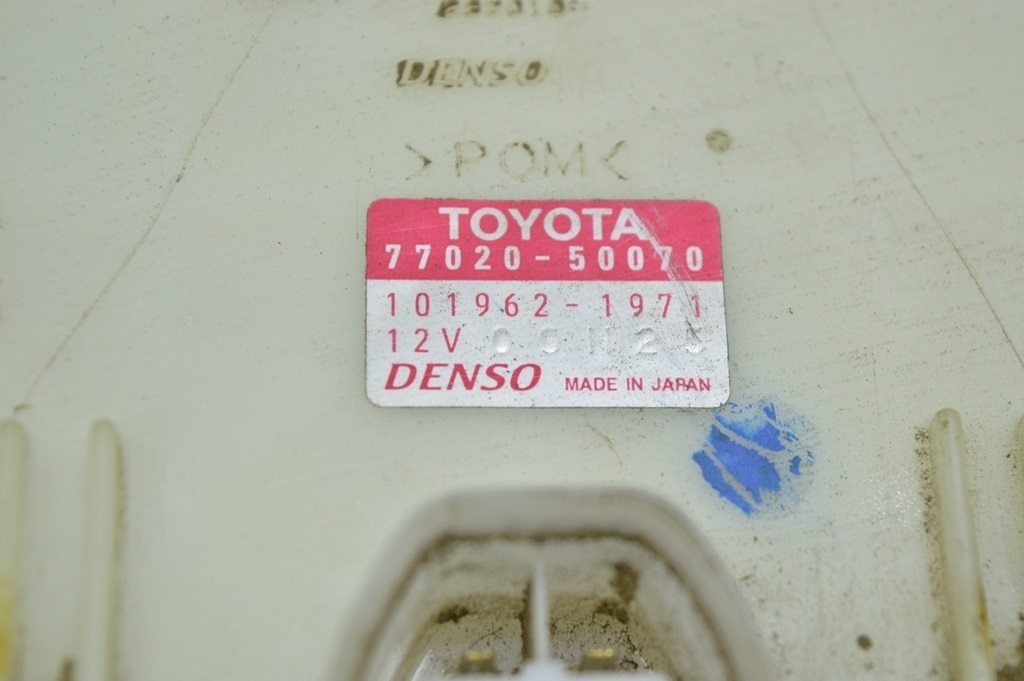 DENSO
>POM<
TOYOTA
77020-50070
101962-1971
12V
DENSO MADE IN JAPAN